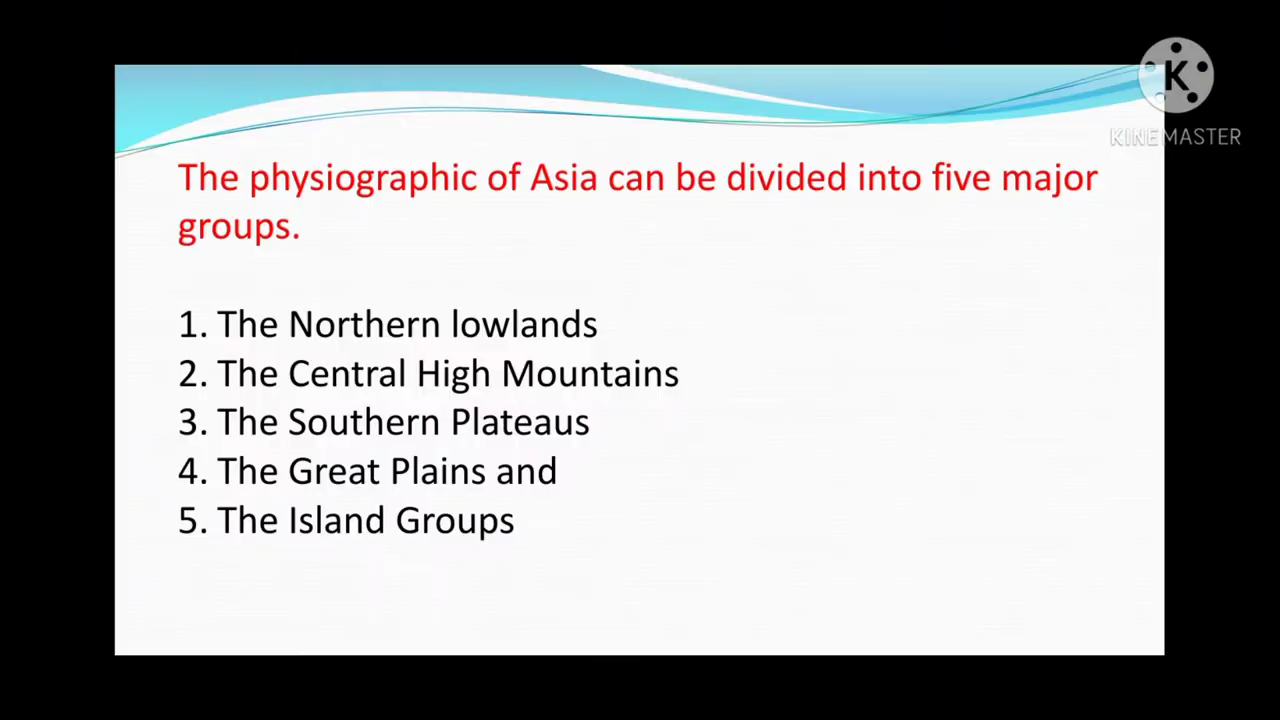 K
KINEMASTER
The physiographic of Asia can be divided into five major
groups.
1. The Northern lowlands
2. The Central High Mountains
3. The Southern Plateaus
4. The Great Plains and
5. The Island Groups